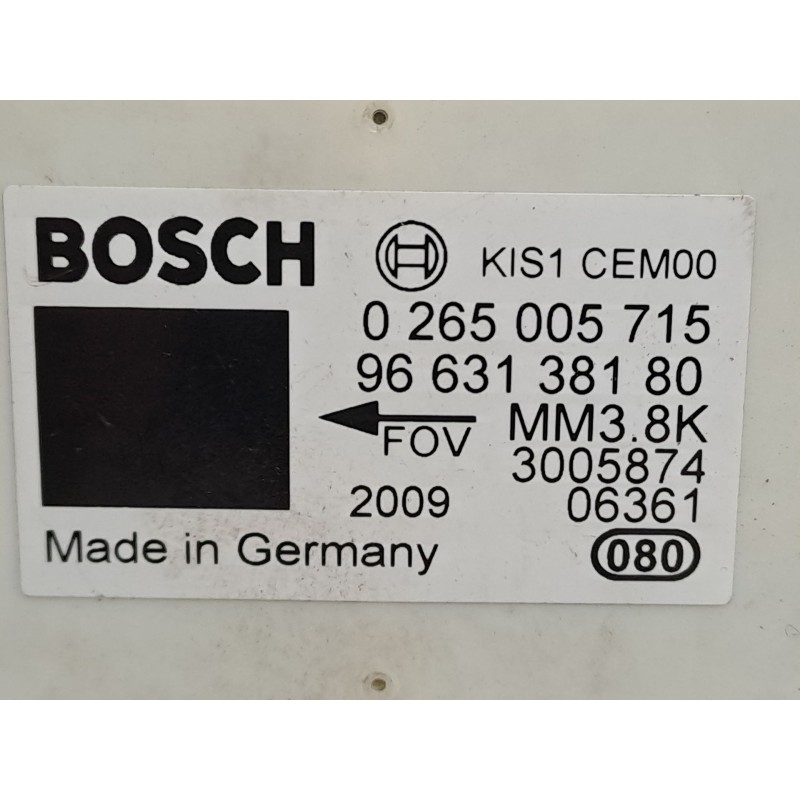 BOSCH KIS1 CEM00
0 265 005 715
96 631 381 80
FOV MM3.8K
3005874
2009 06361
Made in Germany 080